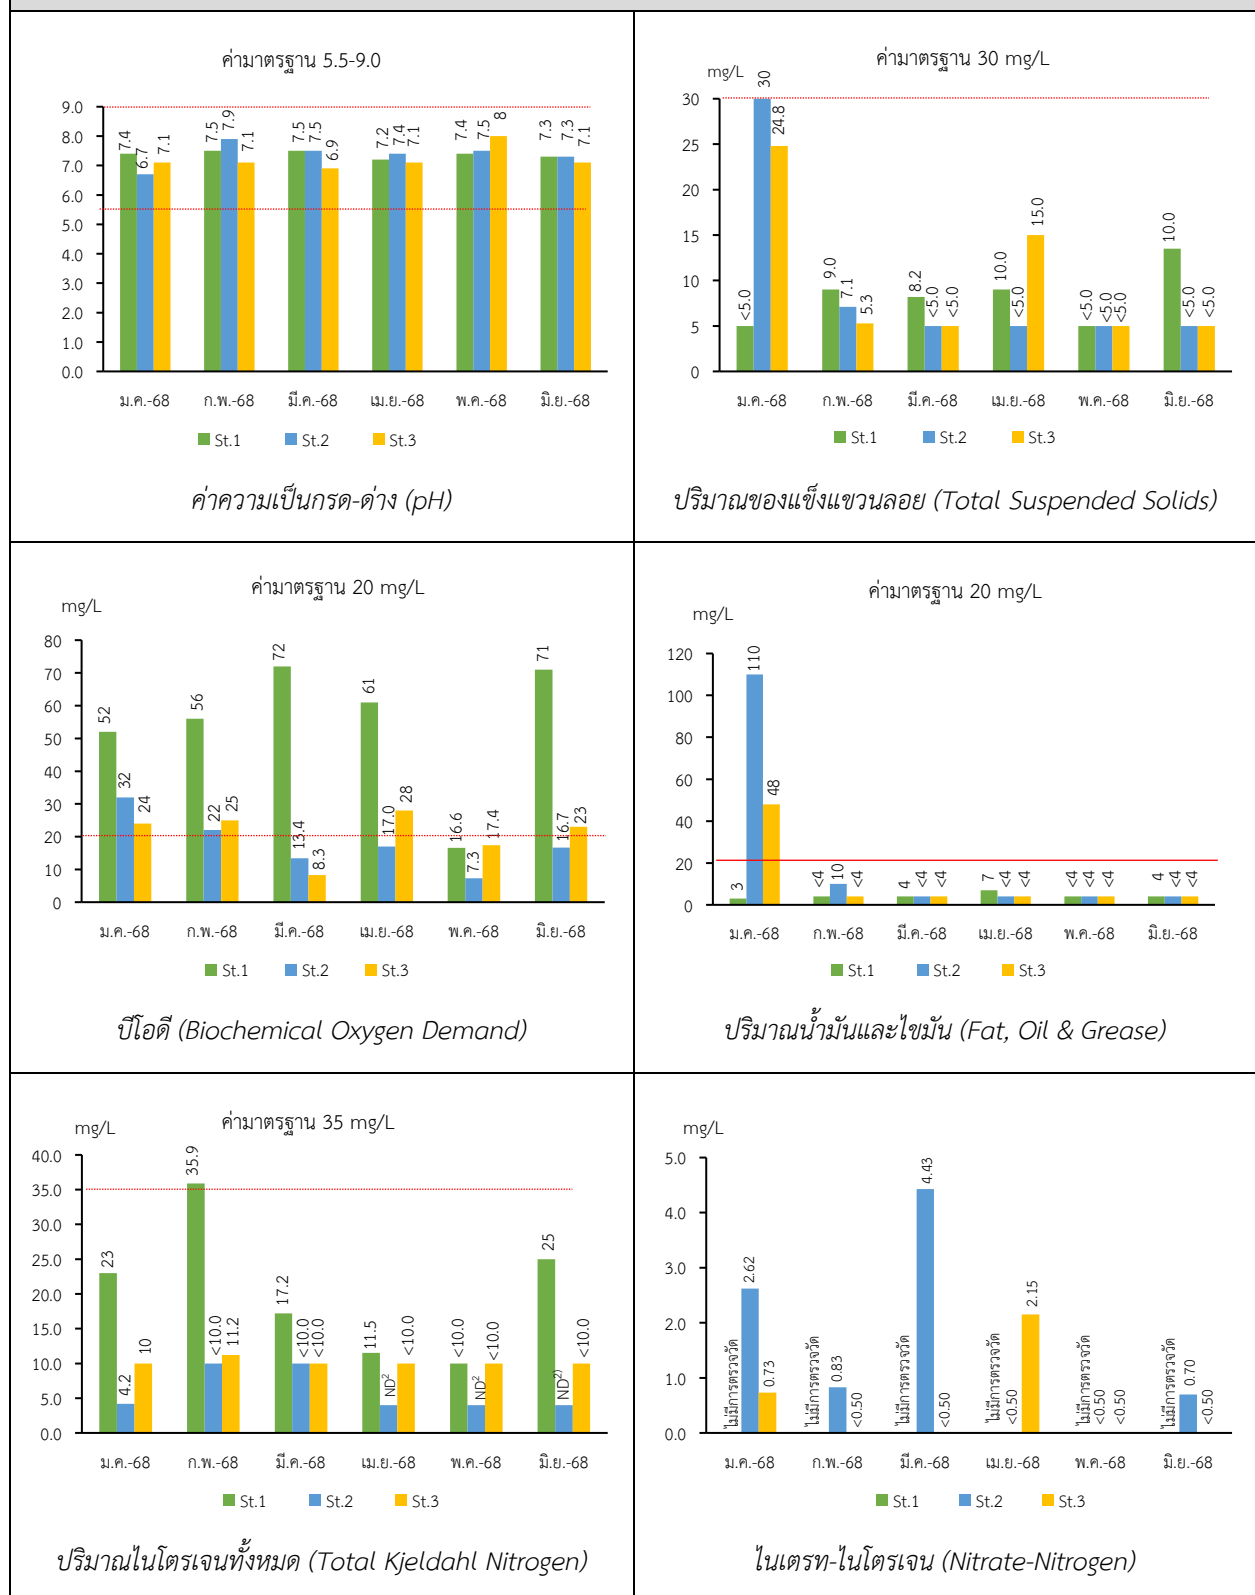 ค่ามาตรฐาน 5.5-9.0
9.0
8.0
7.0
6.0
5.0
4.0
3.0
2.0
1.0
0.0
7.4 6.7 7.1 7.5 7.9 7.1 7.5 7.5 6.9 7.2 7.4 7.1 7.4 7.5 8 7.3 7.3 7.1
ม.ค.-68 ก.พ.-68 มี.ค.-68 เม.ย.-68 พ.ค.-68 มิ.ย.-68
St.1 St.2 St.3
ค่าความเป็นกรด-ด่าง (pH)
ค่ามาตรฐาน 30 mg/L
mg/L
30
25
20
15
10
5
0
<5.0 30 24.8 9.0 7.1 5.3 8.2 <5.0 <5.0 10.0 <5.0 15.0 <5.0 <5.0 <5.0 10.0 <5.0 <5.0
ม.ค.-68 ก.พ.-68 มี.ค.-68 เม.ย.-68 พ.ค.-68 มิ.ย.-68
St.1 St.2 St.3
ปริมาณของแข็งแขวนลอย (Total Suspended Solids)
ค่ามาตรฐาน 20 mg/L
mg/L
80
70
60
50
40
30
20
10
0
52 32 24 56 22 25 72 13.4 8.3 61 17.0 28 16.6 7.3 17.4 71 16.7 23
ม.ค.-68 ก.พ.-68 มี.ค.-68 เม.ย.-68 พ.ค.-68 มิ.ย.-68
St.1 St.2 St.3
บีโอดี (Biochemical Oxygen Demand)
ค่ามาตรฐาน 20 mg/L
mg/L
120
100
80
60
40
20
0
3 110 48 <4 10 <4 4 <4 <4 7 <4 <4 <4 <4 <4 4 <4 <4
ม.ค.-68 ก.พ.-68 มี.ค.-68 เม.ย.-68 พ.ค.-68 มิ.ย.-68
St.1 St.2 St.3
ปริมาณน้ำมันและไขมัน (Fat, Oil & Grease)
ค่ามาตรฐาน 35 mg/L
mg/L
40.0
35.0
30.0
25.0
20.0
15.0
10.0
5.0
0.0
23 4.2 10 35.9 <10.0 11.2 17.2 <10.0 <10.0 11.5 ND² <10.0 <10.0 ND² <10.0 25 ND²⁾ <10.0
ม.ค.-68 ก.พ.-68 มี.ค.-68 เม.ย.-68 พ.ค.-68 มิ.ย.-68
St.1 St.2 St.3
ปริมาณไนโตรเจนทั้งหมด (Total Kjeldahl Nitrogen)
mg/L
5.0
4.0
3.0
2.0
1.0
0.0
ไม่มีการตรวจวัด 2.62 0.73 ไม่มีการตรวจวัด 0.83 <0.50 ไม่มีการตรวจวัด 4.43 <0.50 ไม่มีการตรวจวัด <0.50 2.15 ไม่มีการตรวจวัด <0.50 <0.50 ไม่มีการตรวจวัด 0.70 <0.50
ม.ค.-68 ก.พ.-68 มี.ค.-68 เม.ย.-68 พ.ค.-68 มิ.ย.-68
St.1 St.2 St.3
ไนเตรท-ไนโตรเจน (Nitrate-Nitrogen)